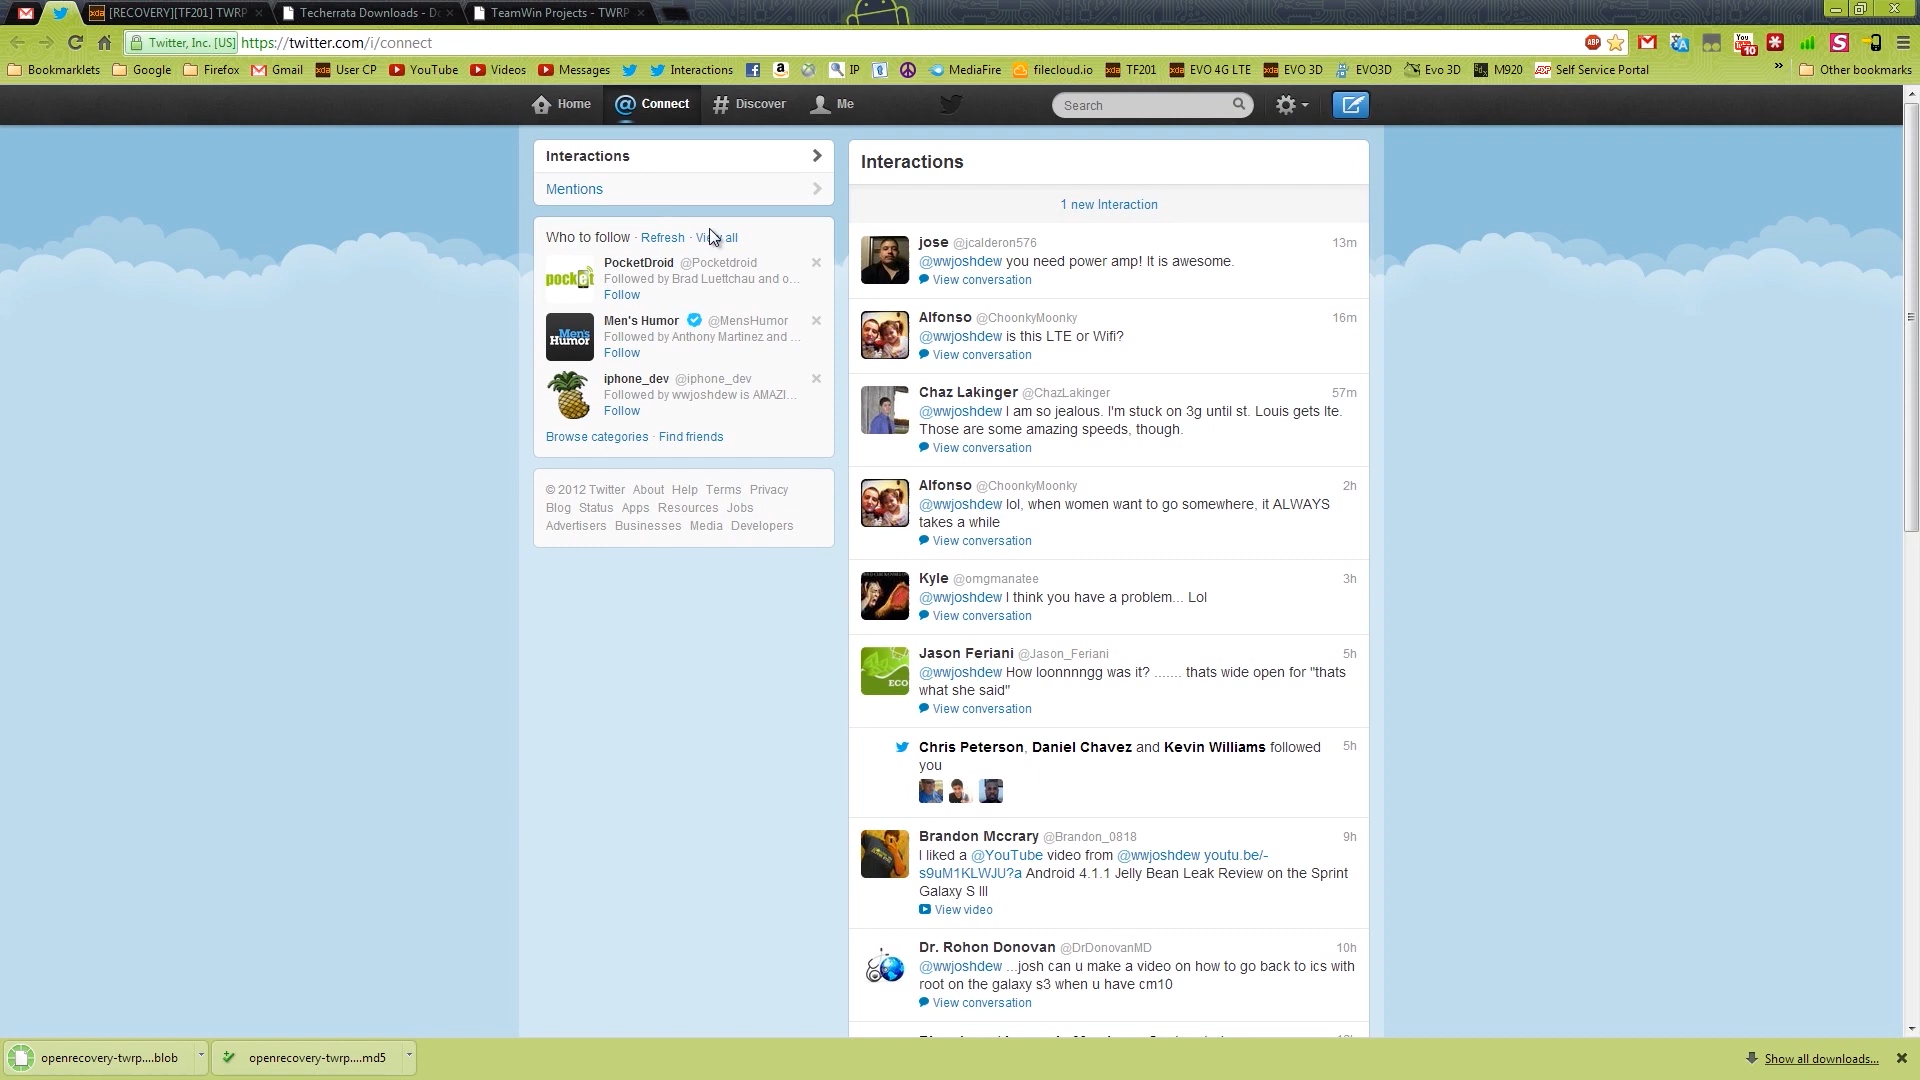 [RECOVERY][TF201] TWRP
Techerrata Downloads - Do
TeamWin Projects - TWRP
Twitter, Inc. [US] https://twitter.com/i/connect
ABP
You Tube 10
S
Bookmarklets Google Firefox Gmail xda User CP YouTube Videos Messages Interactions IP MediaFire filecloud.io xda TF201 xda EVO 4G LTE xda EVO 3D EVO3D Evo 3D M920 Self Service Portal » Other bookmarks
Home @ Connect # Discover Me Search
Interactions
Mentions
Who to follow · Refresh · View all
PocketDroid @Pocketdroid
Followed by Brad Luettchau and o...
Follow
pocket
Men's Humor @MensHumor
Followed by Anthony Martinez and ...
Follow
Men's Humor
iphone_dev @iphone_dev
Followed by wwjoshdew is AMAZI...
Follow
Browse categories · Find friends
© 2012 Twitter About Help Terms Privacy
Blog Status Apps Resources Jobs
Advertisers Businesses Media Developers
Interactions
1 new Interaction
jose @jcalderon576 13m
@wwjoshdew you need power amp! It is awesome.
View conversation
Alfonso @ChoonkyMoonky 16m
@wwjoshdew is this LTE or Wifi?
View conversation
Chaz Lakinger @ChazLakinger 57m
@wwjoshdew I am so jealous. I'm stuck on 3g until st. Louis gets lte.
Those are some amazing speeds, though.
View conversation
Alfonso @ChoonkyMoonky 2h
@wwjoshdew lol, when women want to go somewhere, it ALWAYS
takes a while
View conversation
Kyle @omgmanatee 3h
@wwjoshdew I think you have a problem... Lol
View conversation
Jason Feriani @Jason_Feriani 5h
@wwjoshdew How loonnnngg was it? ....... thats wide open for "thats
what she said"
View conversation
ECO
Chris Peterson, Daniel Chavez and Kevin Williams followed 5h
you
Brandon Mccrary @Brandon_0818 9h
I liked a @YouTube video from @wwjoshdew youtu.be/-
s9uM1KLWJU?a Android 4.1.1 Jelly Bean Leak Review on the Sprint
Galaxy S III
View video
Dr. Rohon Donovan @DrDonovanMD 10h
@wwjoshdew ...josh can u make a video on how to go back to ics with
root on the galaxy s3 when u have cm10
View conversation
openrecovery-twrp....blob
openrecovery-twrp....md5
Show all downloads...